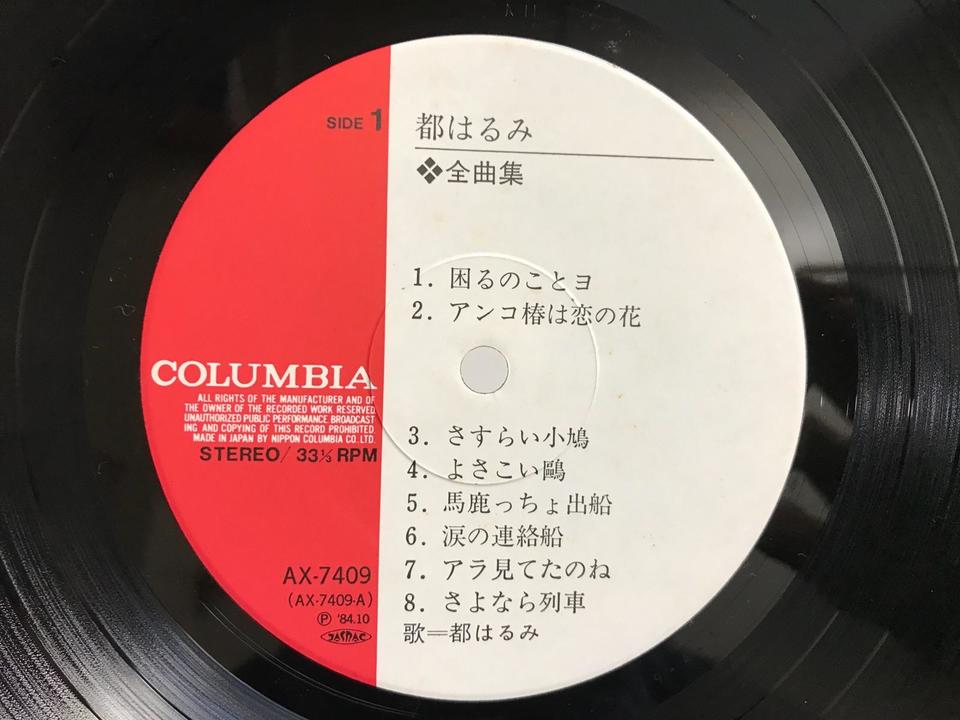 SIDE 1
都はるみ
❖全曲集
1. 困るのことヨ
2. アンコ椿は恋の花
COLUMBIA
ALL RIGHTS OF THE MANUFACTURER AND OF
THE OWNER OF THE RECORDED WORK RESERVED
UNAUTHORIZED PUBLIC PERFORMANCE BROADCAST
ING AND COPYING OF THIS RECORD PROHIBITED
MADE IN JAPAN BY NIPPON COLUMBIA CO. LTD.
STEREO/ 33⅓ RPM
3. さすらい小鳩
4. よさこい鷗
5. 馬鹿っちょ出船
6. 涙の連絡船
7. アラ見てたのね
8. さよなら列車
歌=都はるみ
AX-7409
(AX-7409-A)
Ⓟ '84.10
JASRAC